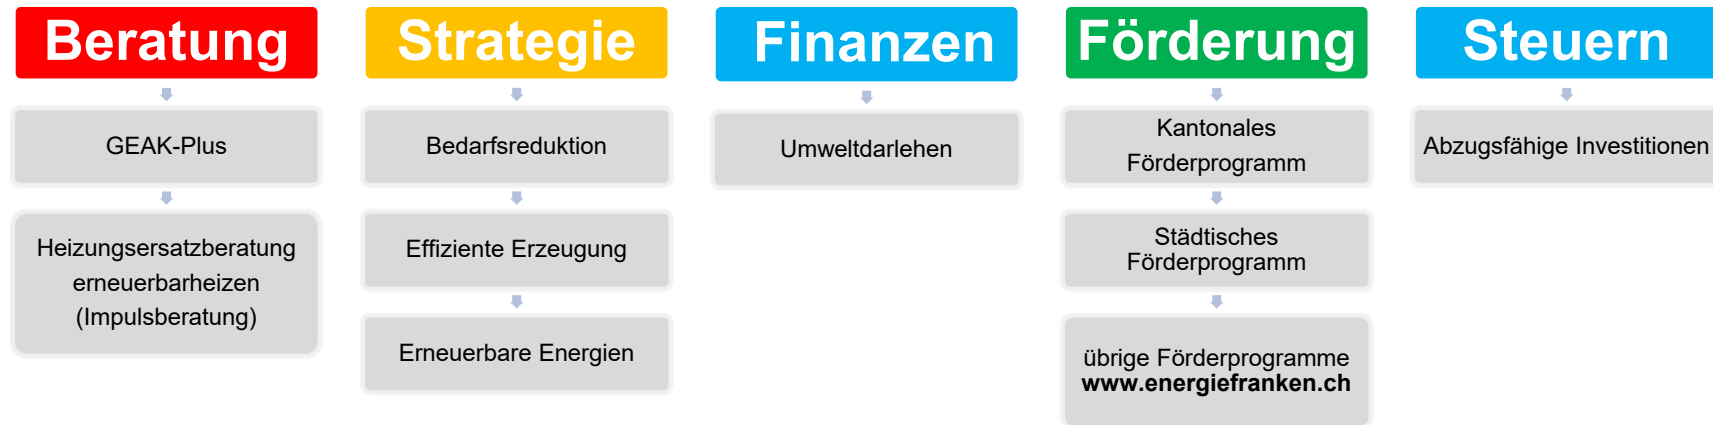 Beratung
GEAK-Plus
Heizungsersatzberatung
erneuerbarheizen
(Impulsberatung)
Strategie
Bedarfsreduktion
Effiziente Erzeugung
Erneuerbare Energien
Finanzen
Umweltdarlehen
Förderung
Kantonales
Förderprogramm
Städtisches
Förderprogramm
übrige Förderprogramme
www.energiefranken.ch
Steuern
Abzugsfähige Investitionen